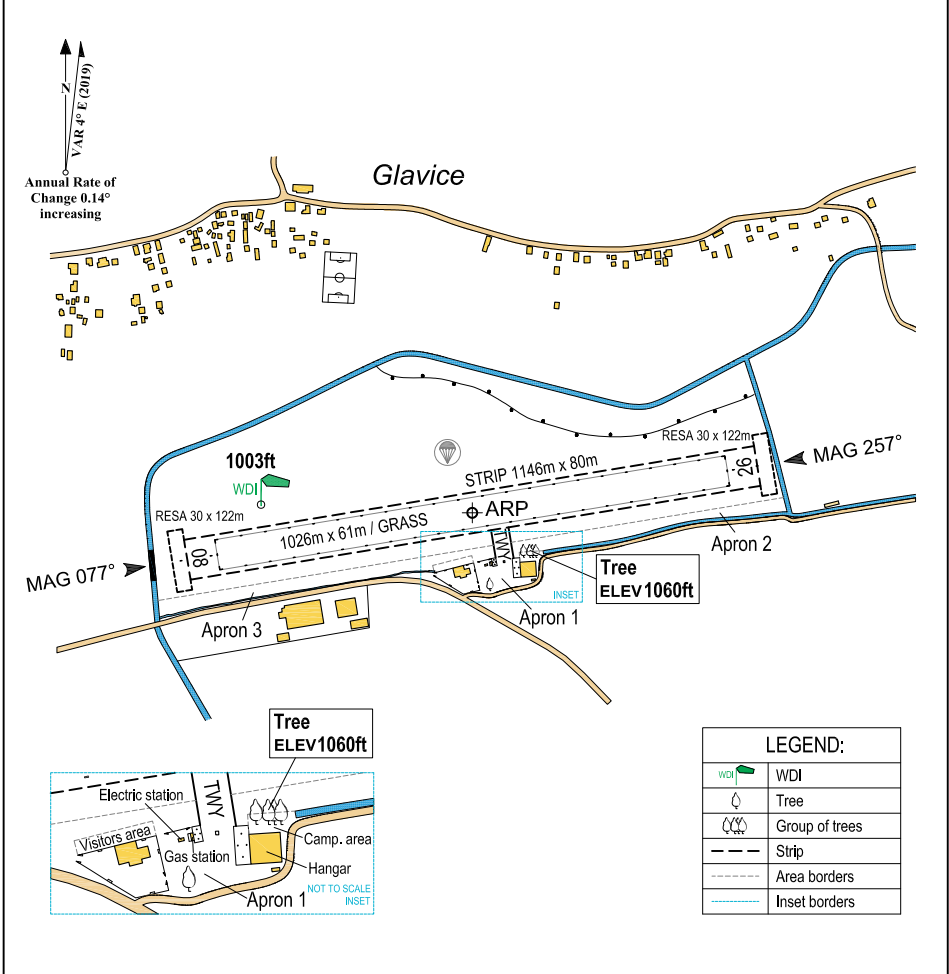 N
VAR 4° E (2019)
Annual Rate of
Change 0.14°
increasing
Glavice
1003ft
WDI
RESA 30 x 122m
RESA 30 x 122m
STRIP 1146m x 80m
1026m x 61m / GRASS
ARP
08
26
MAG 077°
MAG 257°
TWY
Apron 2
Tree
ELEV1060ft
INSET
Apron 1
Apron 3
Tree
ELEV1060ft
Electric station
TWY
Visitors area
Gas station
Camp. area
Hangar
Apron 1
NOT TO SCALE
INSET
LEGEND:
WDI WDI
Tree
Group of trees
Strip
Area borders
Inset borders